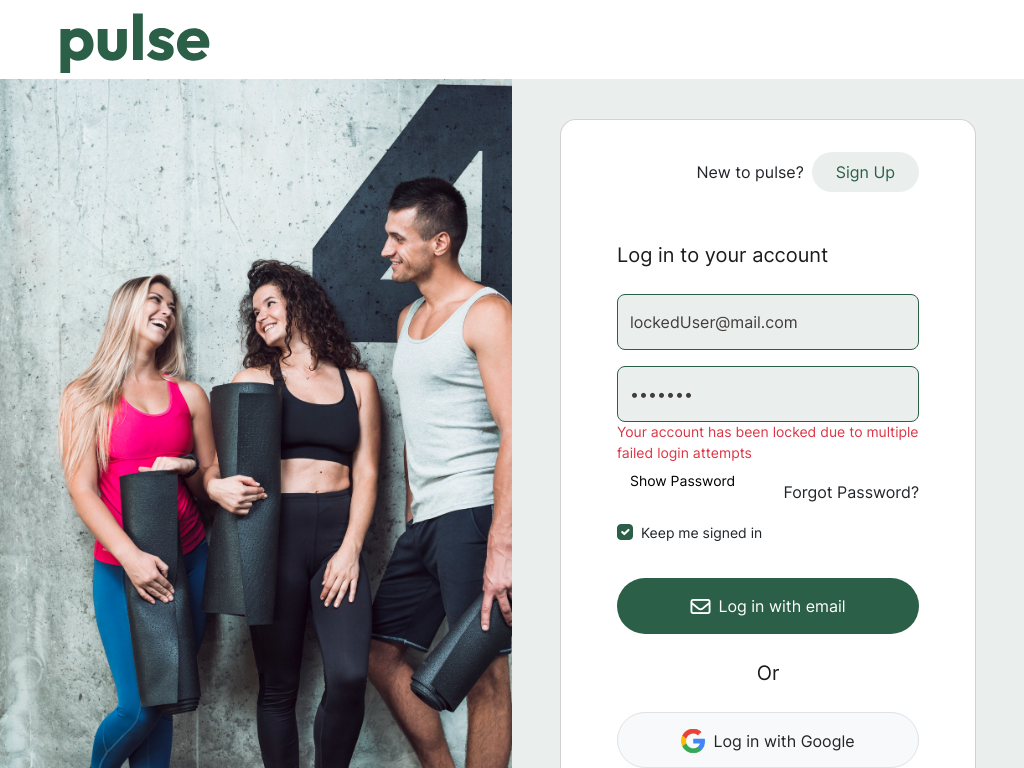 pulse
4
New to pulse? Sign Up
Log in to your account
lockedUser@mail.com
•••••••
Your account has been locked due to multiple
failed login attempts
Show Password
Forgot Password?
Keep me signed in
Log in with email
Or
Log in with Google